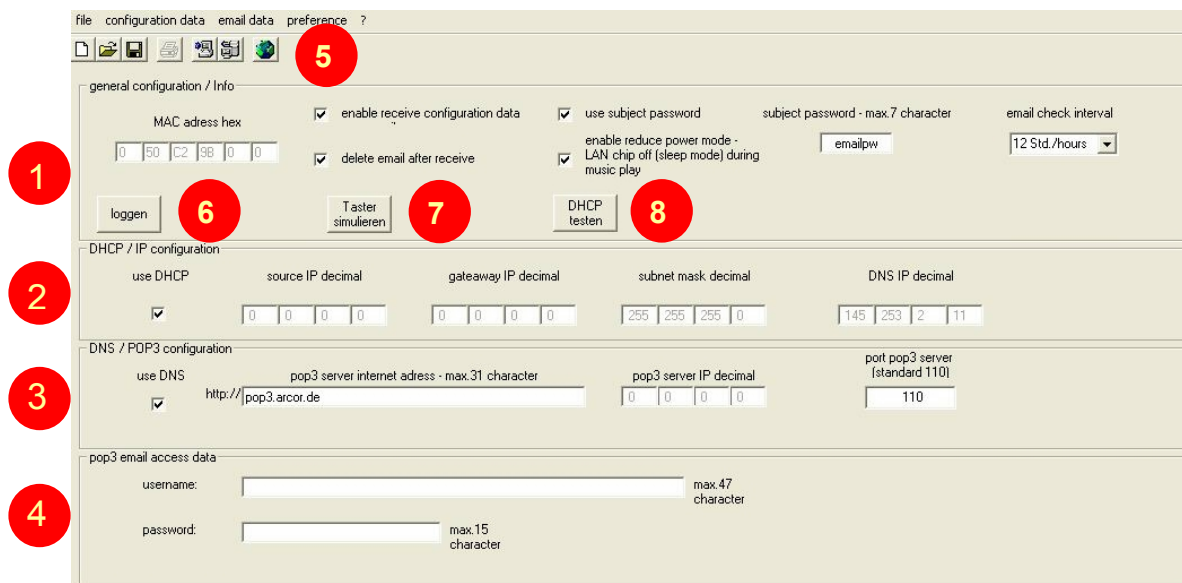 file configuration data email data preference ?
5
general configuration / Info
MAC adress hex
enable receive configuration data
use subject password
subject password - max.7 character
email check interval
0 50 C2 9B 0 0
delete email after receive
enable reduce power mode -
LAN chip off (sleep mode) during
music play
emailpw
12 Std./hours
1
loggen
6
Taster
simulieren
7
DHCP
testen
8
DHCP / IP configuration
use DHCP
source IP decimal
gateaway IP decimal
subnet mask decimal
DNS IP decimal
2
0 0 0 0
0 0 0 0
255 255 255 0
145 253 2 11
DNS / POP3 configuration
use DNS
pop3 server internet adress - max.31 character
pop3 server IP decimal
port pop3 server
(standard 110)
3
http:// pop3.arcor.de
0 0 0 0
110
pop3 email access data
username:
max.47
character
4
password:
max.15
character